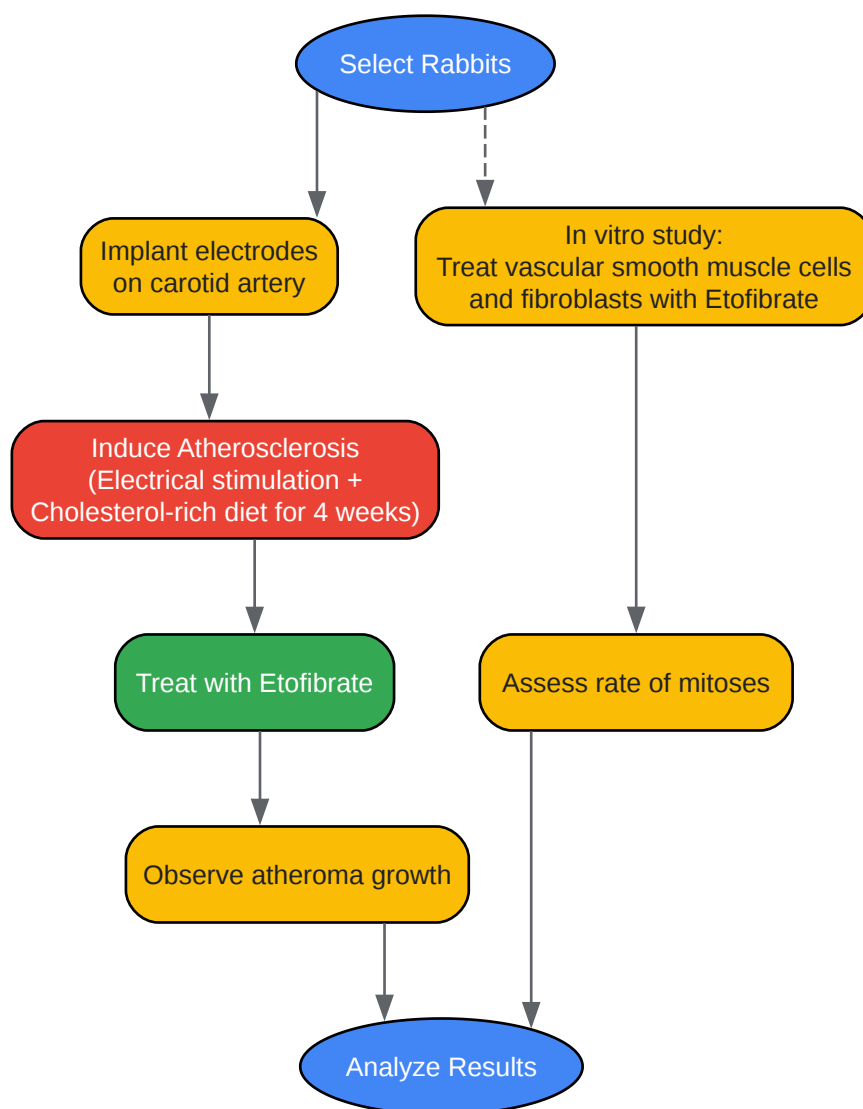 Select Rabbits
Implant electrodes
on carotid artery
In vitro study:
Treat vascular smooth muscle cells
and fibroblasts with Etofibrate
Induce Atherosclerosis
(Electrical stimulation +
Cholesterol-rich diet for 4 weeks)
Treat with Etofibrate
Assess rate of mitoses
Observe atheroma growth
Analyze Results